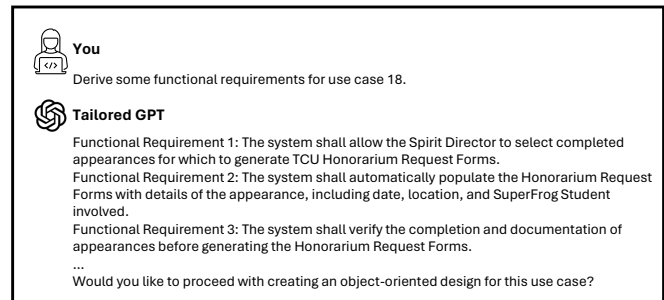 You
Derive some functional requirements for use case 18.
Tailored GPT
Functional Requirement 1: The system shall allow the Spirit Director to select completed
appearances for which to generate TCU Honorarium Request Forms.
Functional Requirement 2: The system shall automatically populate the Honorarium Request
Forms with details of the appearance, including date, location, and SuperFrog Student
involved.
Functional Requirement 3: The system shall verify the completion and documentation of
appearances before generating the Honorarium Request Forms.
...
Would you like to proceed with creating an object-oriented design for this use case?